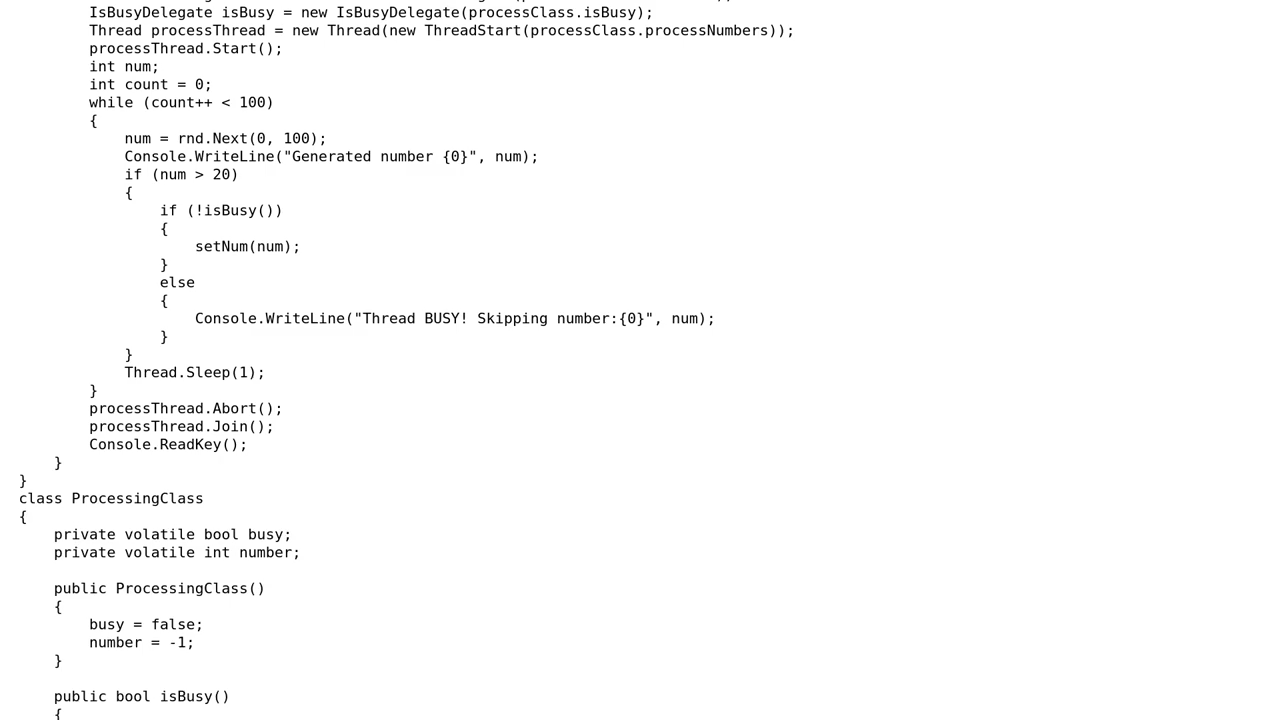 IsBusyDelegate isBusy = new IsBusyDelegate(processClass.isBusy);
Thread processThread = new Thread(new ThreadStart(processClass.processNumbers));
processThread.Start();
int num;
int count = 0;
while (count++ < 100)
{
num = rnd.Next(0, 100);
Console.WriteLine("Generated number {0}", num);
if (num > 20)
{
if (!isBusy())
{
setNum(num);
}
else
{
Console.WriteLine("Thread BUSY! Skipping number:{0}", num);
}
}
Thread.Sleep(1);
}
processThread.Abort();
processThread.Join();
Console.ReadKey();
}
}
class ProcessingClass
{
private volatile bool busy;
private volatile int number;
public ProcessingClass()
{
busy = false;
number = -1;
}
public bool isBusy()
{